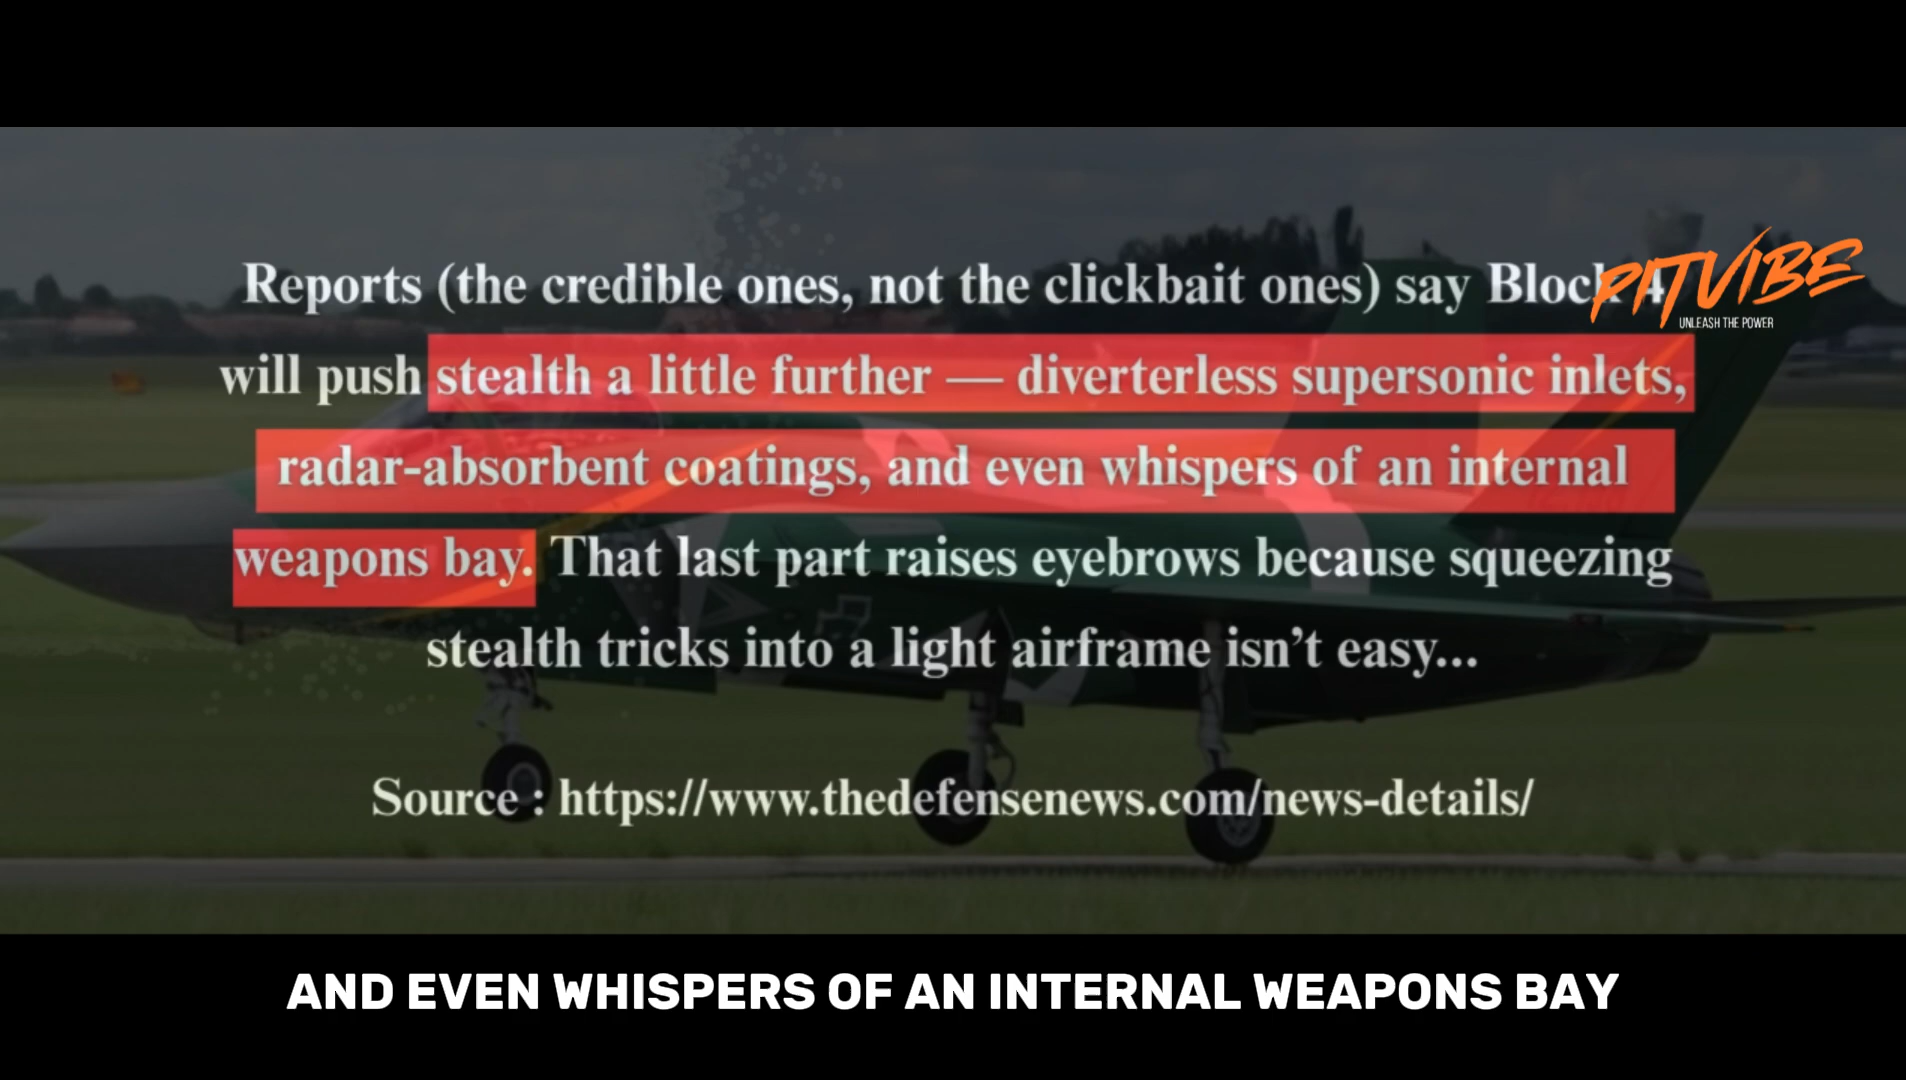 Reports (the credible ones, not the clickbait ones) say Block 4
PITVIBE
UNLEASH THE POWER
will push stealth a little further — diverterless supersonic inlets,
radar-absorbent coatings, and even whispers of an internal
weapons bay. That last part raises eyebrows because squeezing
stealth tricks into a light airframe isn’t easy...
Source : https://www.thedefensenews.com/news-details/
AND EVEN WHISPERS OF AN INTERNAL WEAPONS BAY